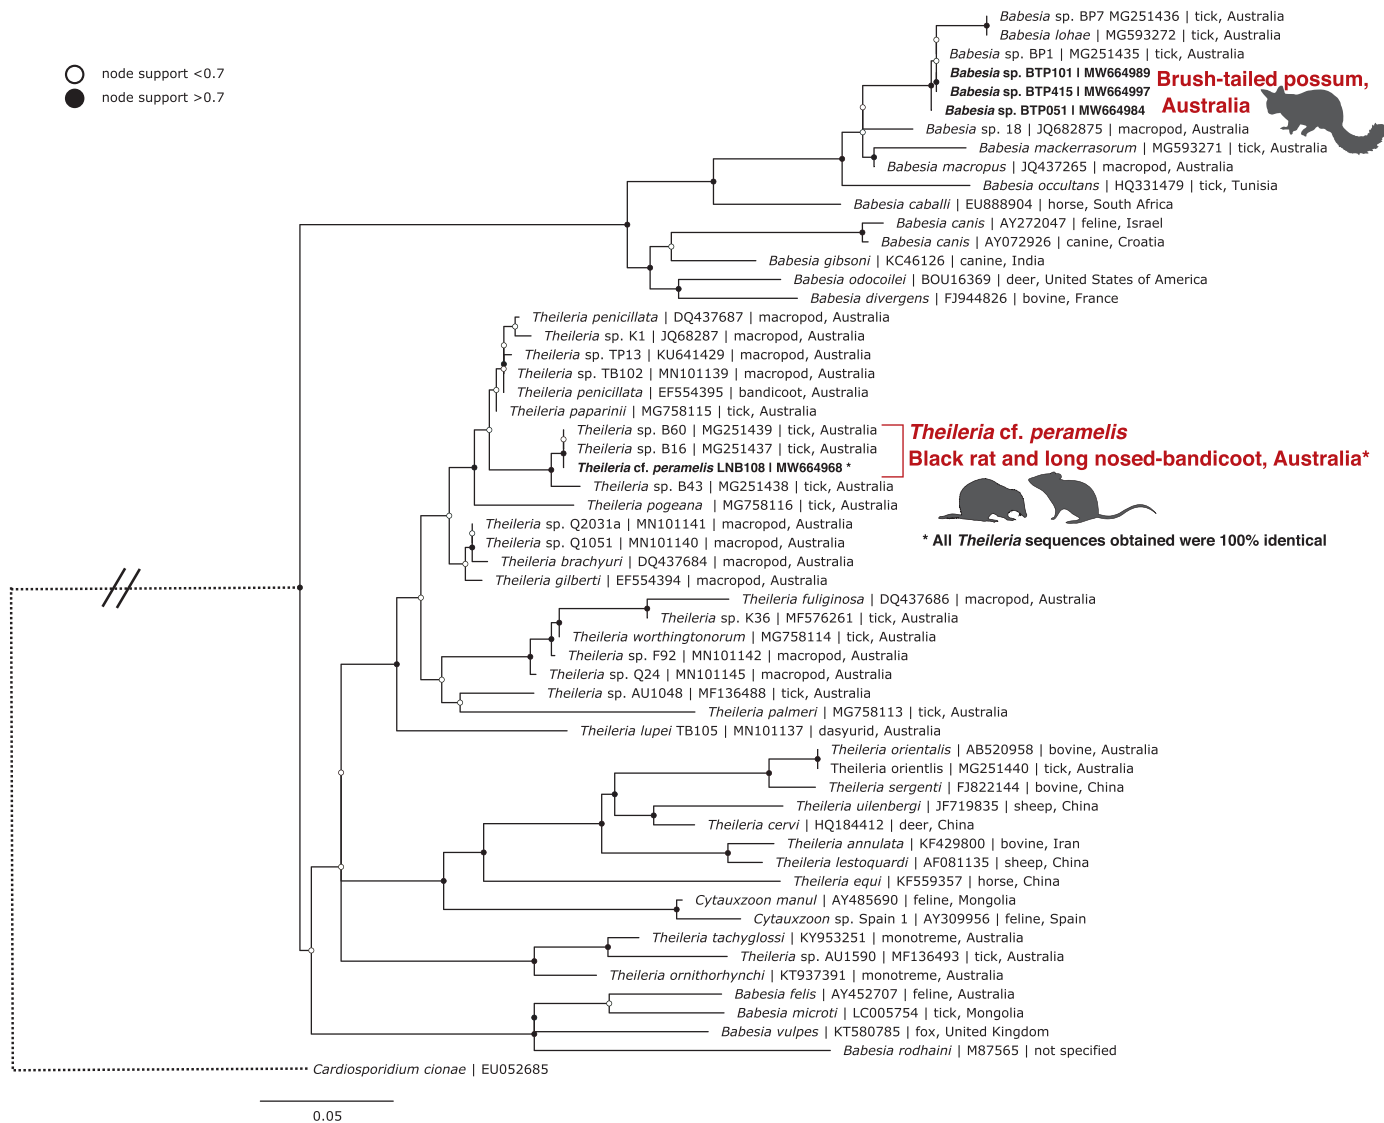 Babesia sp. BP7 MG251436 | tick, Australia
Babesia lohae | MG593272 | tick, Australia
Babesia sp. BP1 | MG251435 | tick, Australia
node support <0.7
Babesia sp. BTP101 | MW664989
Brush-tailed possum,
Babesia sp. BTP415 | MW664997
node support >0.7
Australia
Babesia sp. BTP051 | MW664984
Babesia sp. 18 | JQ682875 | macropod, Australia
Babesia mackerrasorum | MG593271 | tick, Australia
Babesia macropus | JQ437265 | macropod, Australia
Babesia occultans | HQ331479 | tick, Tunisia
Babesia caballi | EU888904 | horse, South Africa
Babesia canis | AY272047 | feline, Israel
Babesia canis | AY072926 | canine, Croatia
Babesia gibsoni | KC46126 | canine, India
Babesia odocoilei | BOU16369 | deer, United States of America
Babesia divergens | FJ944826 | bovine, France
Theileria penicillata | DQ437687 | macropod, Australia
Theileria sp. K1 | JQ68287 | macropod, Australia
Theileria sp. TP13 | KU641429 | macropod, Australia
Theileria sp. TB102 | MN101139 | macropod, Australia
Theileria penicillata | EF554395 | bandicoot, Australia
Theileria paparinii | MG758115 | tick, Australia
Theileria sp. B60 | MG251439 | tick, Australia
Theileria cf. peramelis
Theileria sp. B16 | MG251437 | tick, Australia
Black rat and long nosed-bandicoot, Australia*
Theileria cf. peramelis LNB108 | MW664968 *
Theileria sp. B43 | MG251438 | tick, Australia
Theileria pogeana | MG758116 | tick, Australia
Theileria sp. Q2031a | MN101141 | macropod, Australia
Theileria sp. Q1051 | MN101140 | macropod, Australia
* All Theileria sequences obtained were 100% identical
Theileria brachyuri | DQ437684 | macropod, Australia
Theileria gilberti | EF554394 | macropod, Australia
Theileria fuliginosa | DQ437686 | macropod, Australia
Theileria sp. K36 | MF576261 | tick, Australia
Theileria worthingtonorum | MG758114 | tick, Australia
Theileria sp. F92 | MN101142 | macropod, Australia
Theileria sp. Q24 | MN101145 | macropod, Australia
Theileria sp. AU1048 | MF136488 | tick, Australia
Theileria palmeri | MG758113 | tick, Australia
Theileria lupei TB105 | MN101137 | dasyurid, Australia
Theileria orientalis | AB520958 | bovine, Australia
Theileria orientlis | MG251440 | tick, Australia
Theileria sergenti | FJ822144 | bovine, China
Theileria uilenbergi | JF719835 | sheep, China
Theileria cervi | HQ184412 | deer, China
Theileria annulata | KF429800 | bovine, Iran
Theileria lestoquardi | AF081135 | sheep, China
Theileria equi | KF559357 | horse, China
Cytauxzoon manul | AY485690 | feline, Mongolia
Cytauxzoon sp. Spain 1 | AY309956 | feline, Spain
Theileria tachyglossi | KY953251 | monotreme, Australia
Theileria sp. AU1590 | MF136493 | tick, Australia
Theileria ornithorhynchi | KT937391 | monotreme, Australia
Babesia felis | AY452707 | feline, Australia
Babesia microti | LC005754 | tick, Mongolia
Babesia vulpes | KT580785 | fox, United Kingdom
Babesia rodhaini | M87565 | not specified
Cardiosporidium cionae | EU052685
0.05